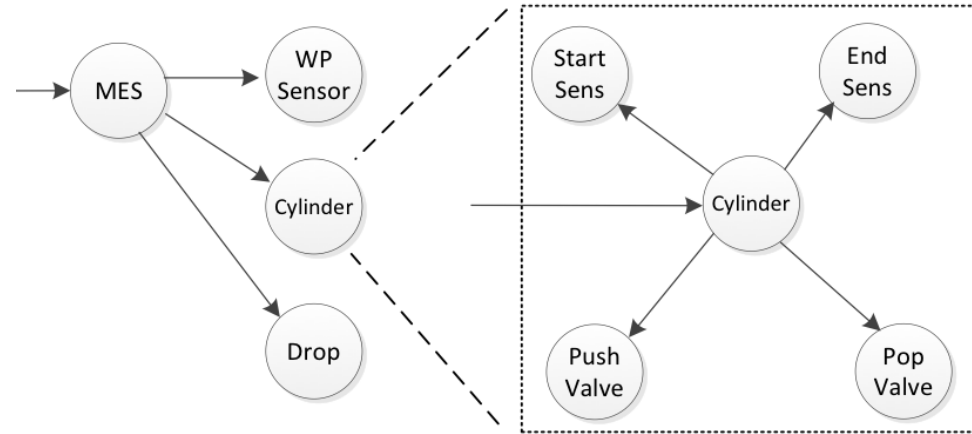 MES
WP
Sensor
Cylinder
Drop
Start
Sens
End
Sens
Cylinder
Push
Valve
Pop
Valve